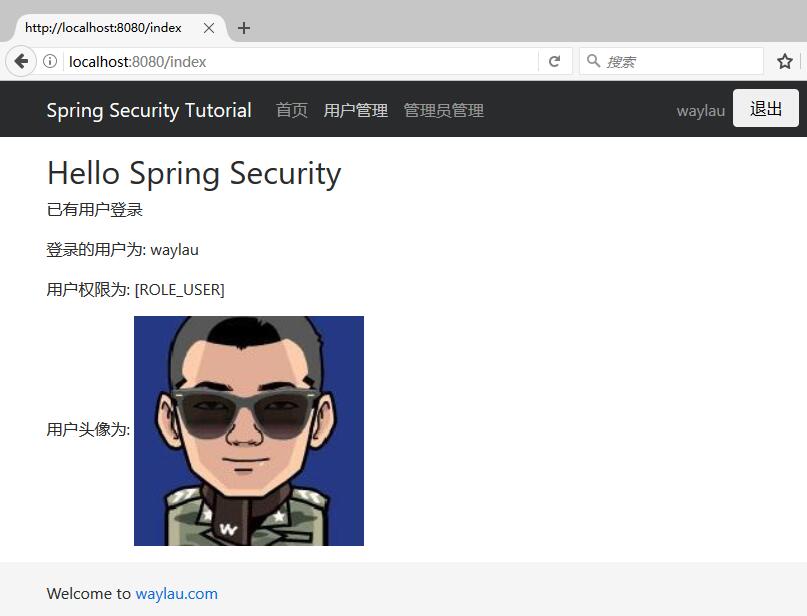 http://localhost:8080/index
localhost:8080/index
搜索
Spring Security Tutorial 首页 用户管理 管理员管理 waylau 退出
Hello Spring Security
已有用户登录
登录的用户为: waylau
用户权限为: [ROLE_USER]
用户头像为:
W
Welcome to waylau.com